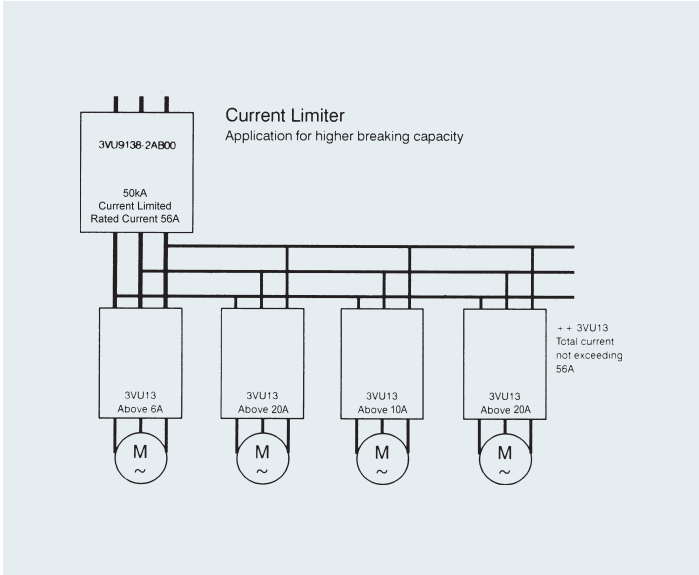 Current Limiter
Application for higher breaking capacity
3VU9138-2AB00
50kA
Current Limited
Rated Current 56A
++ 3VU13
Total current
not exceeding
56A
3VU13
Above 6A
3VU13
Above 20A
3VU13
Above 10A
3VU13
Above 20A
M
~
M
~
M
~
M
~